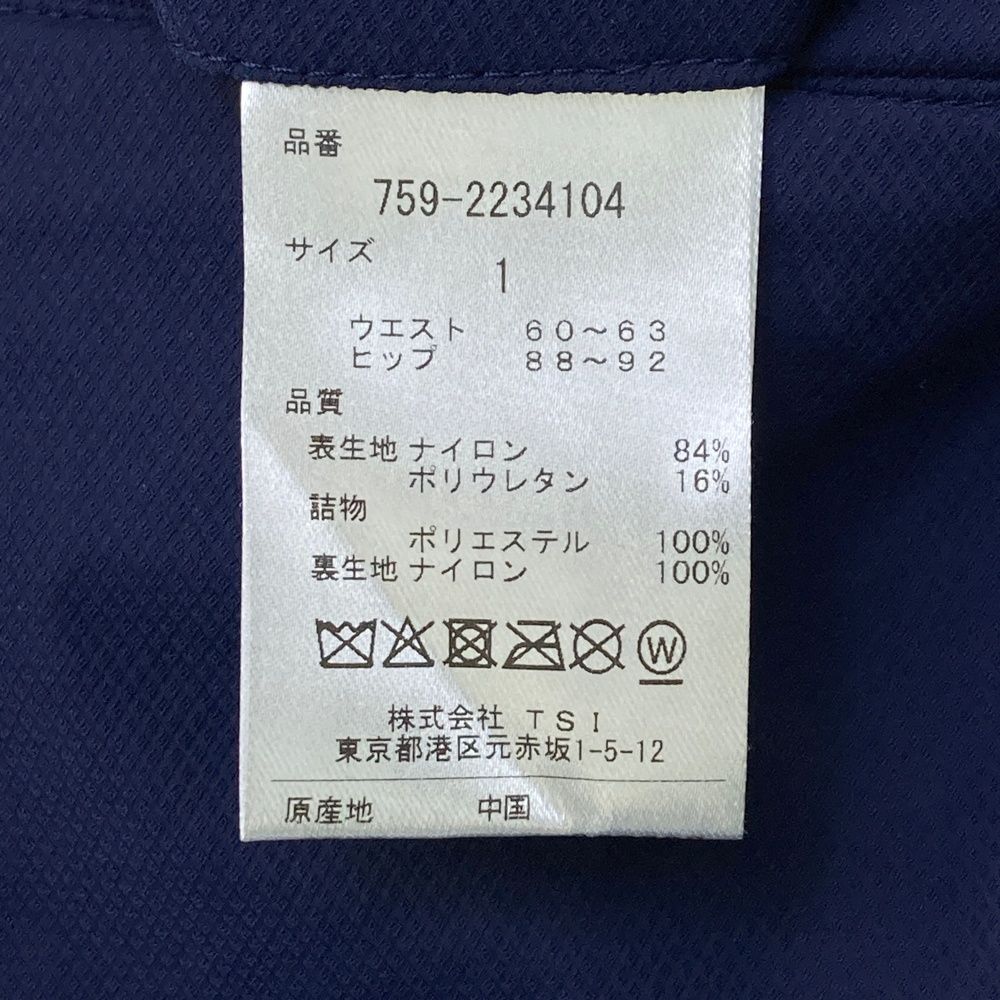 品番
759-2234104
サイズ
1
ウエスト 60~63
ヒップ 88~92
品質
表生地 ナイロン 84%
ポリウレタン 16%
詰物
ポリエステル 100%
裏生地 ナイロン 100%
W
株式会社 TSI
東京都港区元赤坂1-5-12
原産地 中国